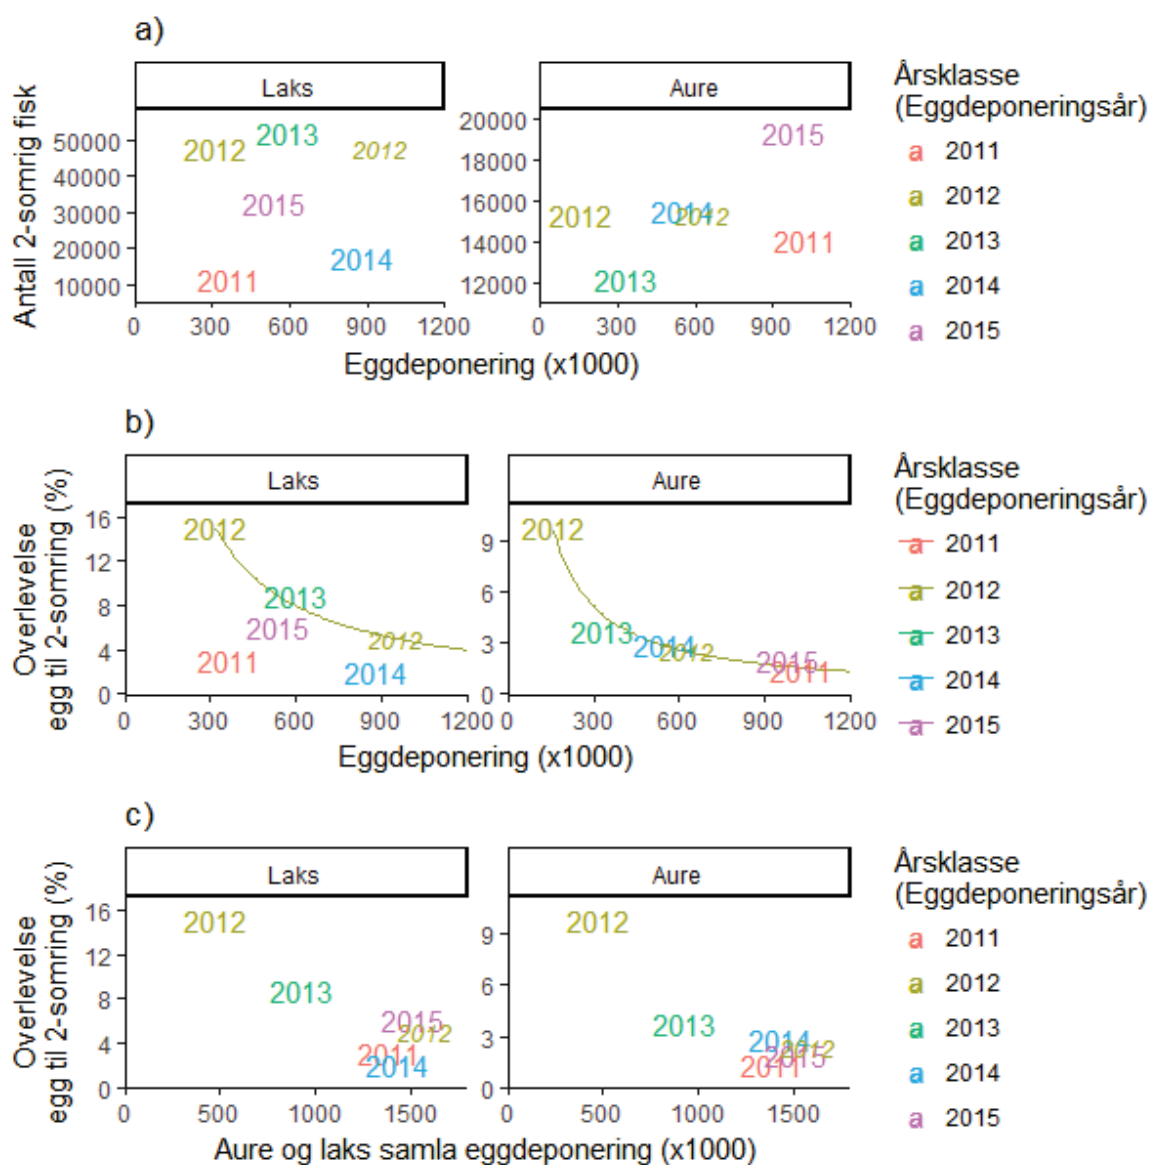 a)
Laks
Aure
Antall 2-somrig fisk
50000
40000
30000
20000
10000
2012
2013
2012
2015
2014
2011
0 300 600 900 1200
20000
18000
16000
14000
12000
2015
2012
2014
2012
2011
2013
0 300 600 900 1200
Eggdeponering (x1000)
Årsklasse
(Eggdeponeringsår)
a 2011
a 2012
a 2013
a 2014
a 2015
b)
Laks
Aure
Overlevelse
egg til 2-somring (%)
16
12
8
4
0
2012
2013
2015
2012
2011
2014
0 300 600 900 1200
9
6
3
0
2012
2013
2014
2012
2015
2011
0 300 600 900 1200
Eggdeponering (x1000)
Årsklasse
(Eggdeponeringsår)
a 2011
a 2012
a 2013
a 2014
a 2015
c)
Laks
Aure
Overlevelse
egg til 2-somring (%)
16
12
8
4
0
2012
2013
2015
2012
2011
2014
0 500 1000 1500
9
6
3
0
2012
2013
2014
2012
2015
2011
0 500 1000 1500
Aure og laks samla eggdeponering (x1000)
Årsklasse
(Eggdeponeringsår)
a 2011
a 2012
a 2013
a 2014
a 2015